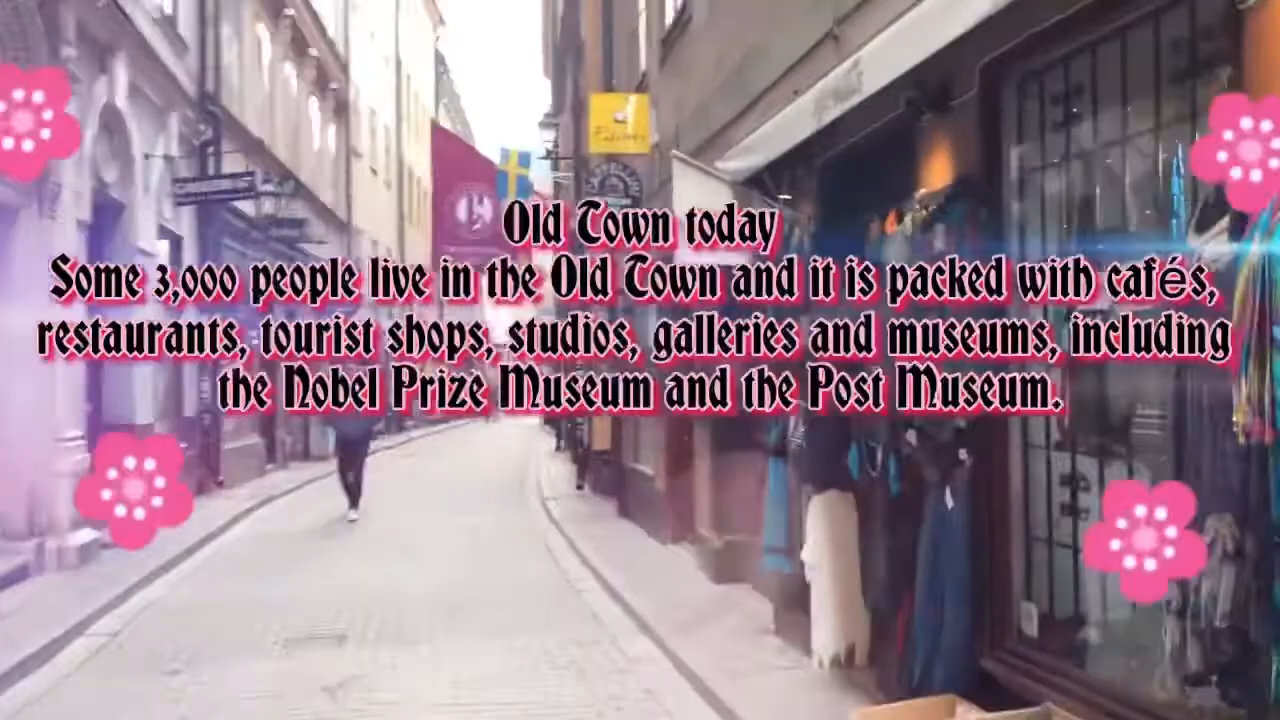 Old Town today
Some 3,000 people live in the Old Town and it is packed with cafés,
restaurants, tourist shops, studios, galleries and museums, including
the Nobel Prize Museum and the Post Museum.